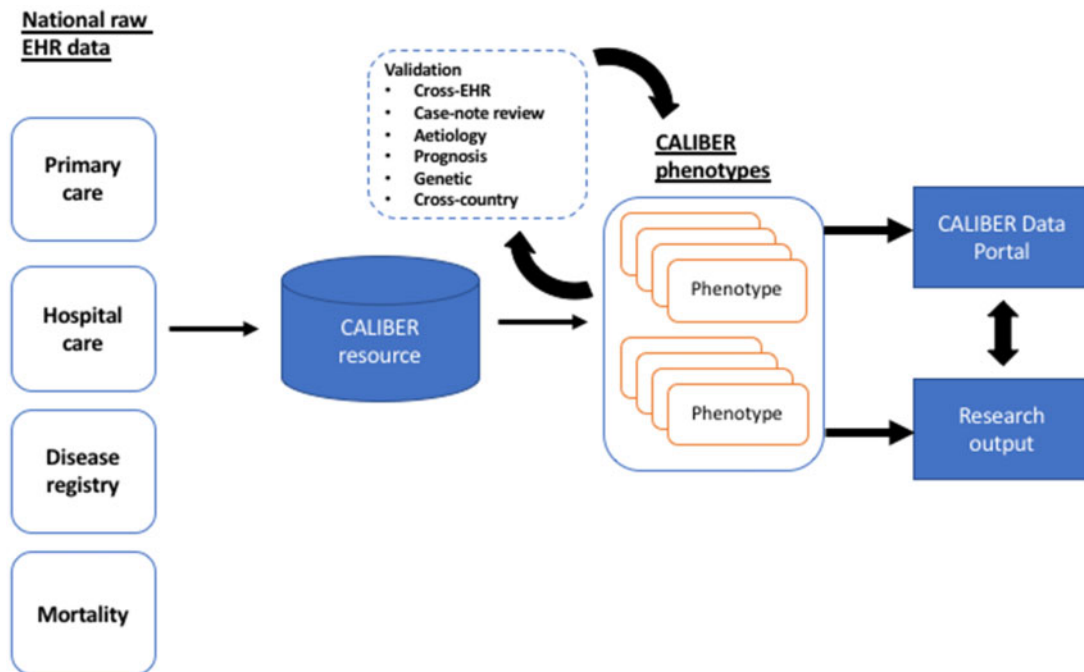 National raw
EHR data
Primary
care
Hospital
care
Disease
registry
Mortality
CALIBER
resource
Validation
• Cross-EHR
• Case-note review
• Aetiology
• Prognosis
• Genetic
• Cross-country
CALIBER
phenotypes
Phenotype
Phenotype
CALIBER Data
Portal
Research
output